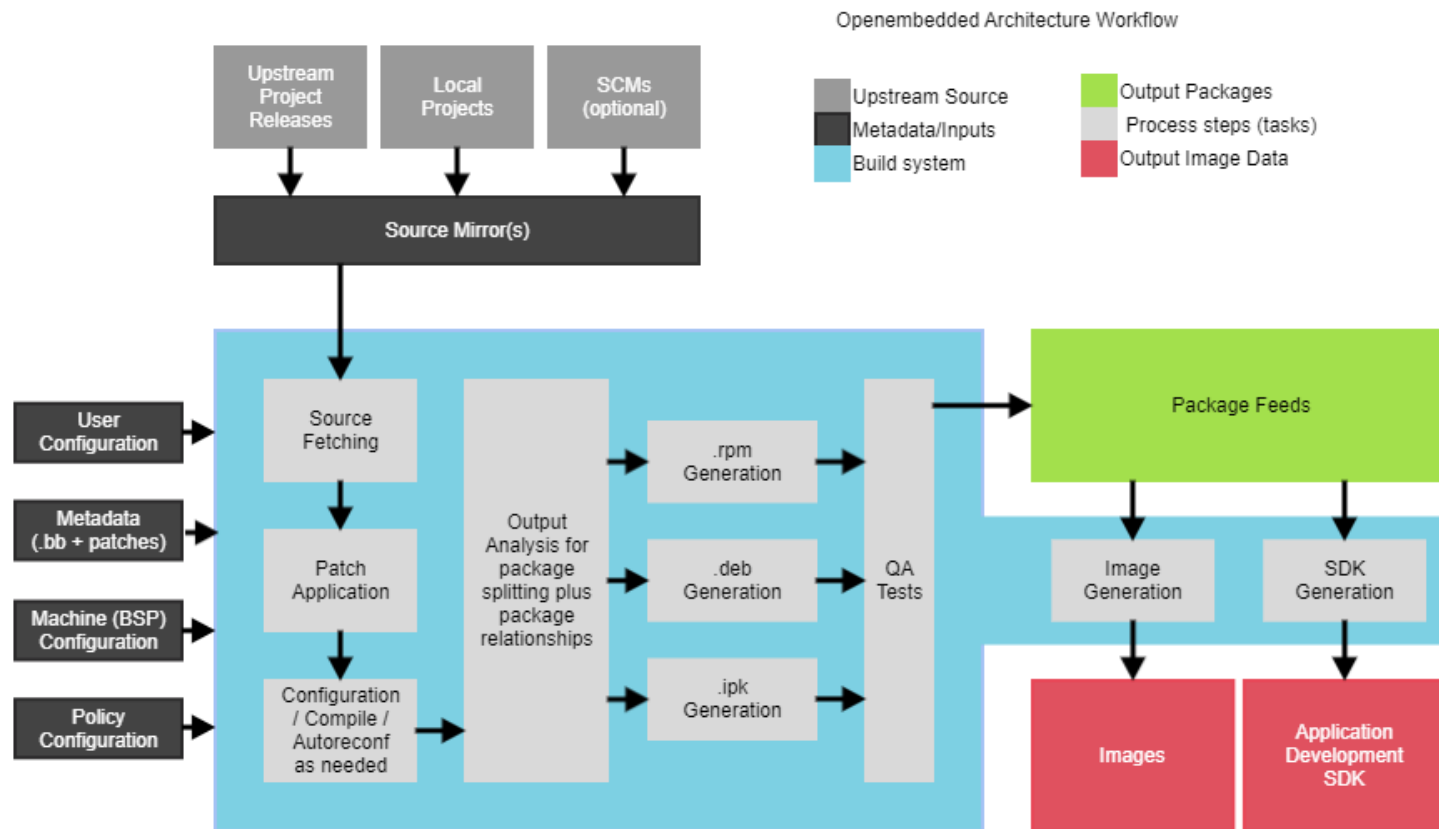 Openembedded Architecture Workflow
Upstream
Project
Releases
Local
Projects
SCMs
(optional)
Upstream Source
Metadata/Inputs
Build system
Output Packages
Process steps (tasks)
Output Image Data
Source Mirror(s)
User
Configuration
Metadata
(.bb + patches)
Machine (BSP)
Configuration
Policy
Configuration
Source
Fetching
Patch
Application
Configuration
/ Compile /
Autoreconf
as needed
Output
Analysis for
package
splitting plus
package
relationships
.rpm
Generation
.deb
Generation
.ipk
Generation
QA
Tests
Package Feeds
Image
Generation
SDK
Generation
Images
Application
Development
SDK